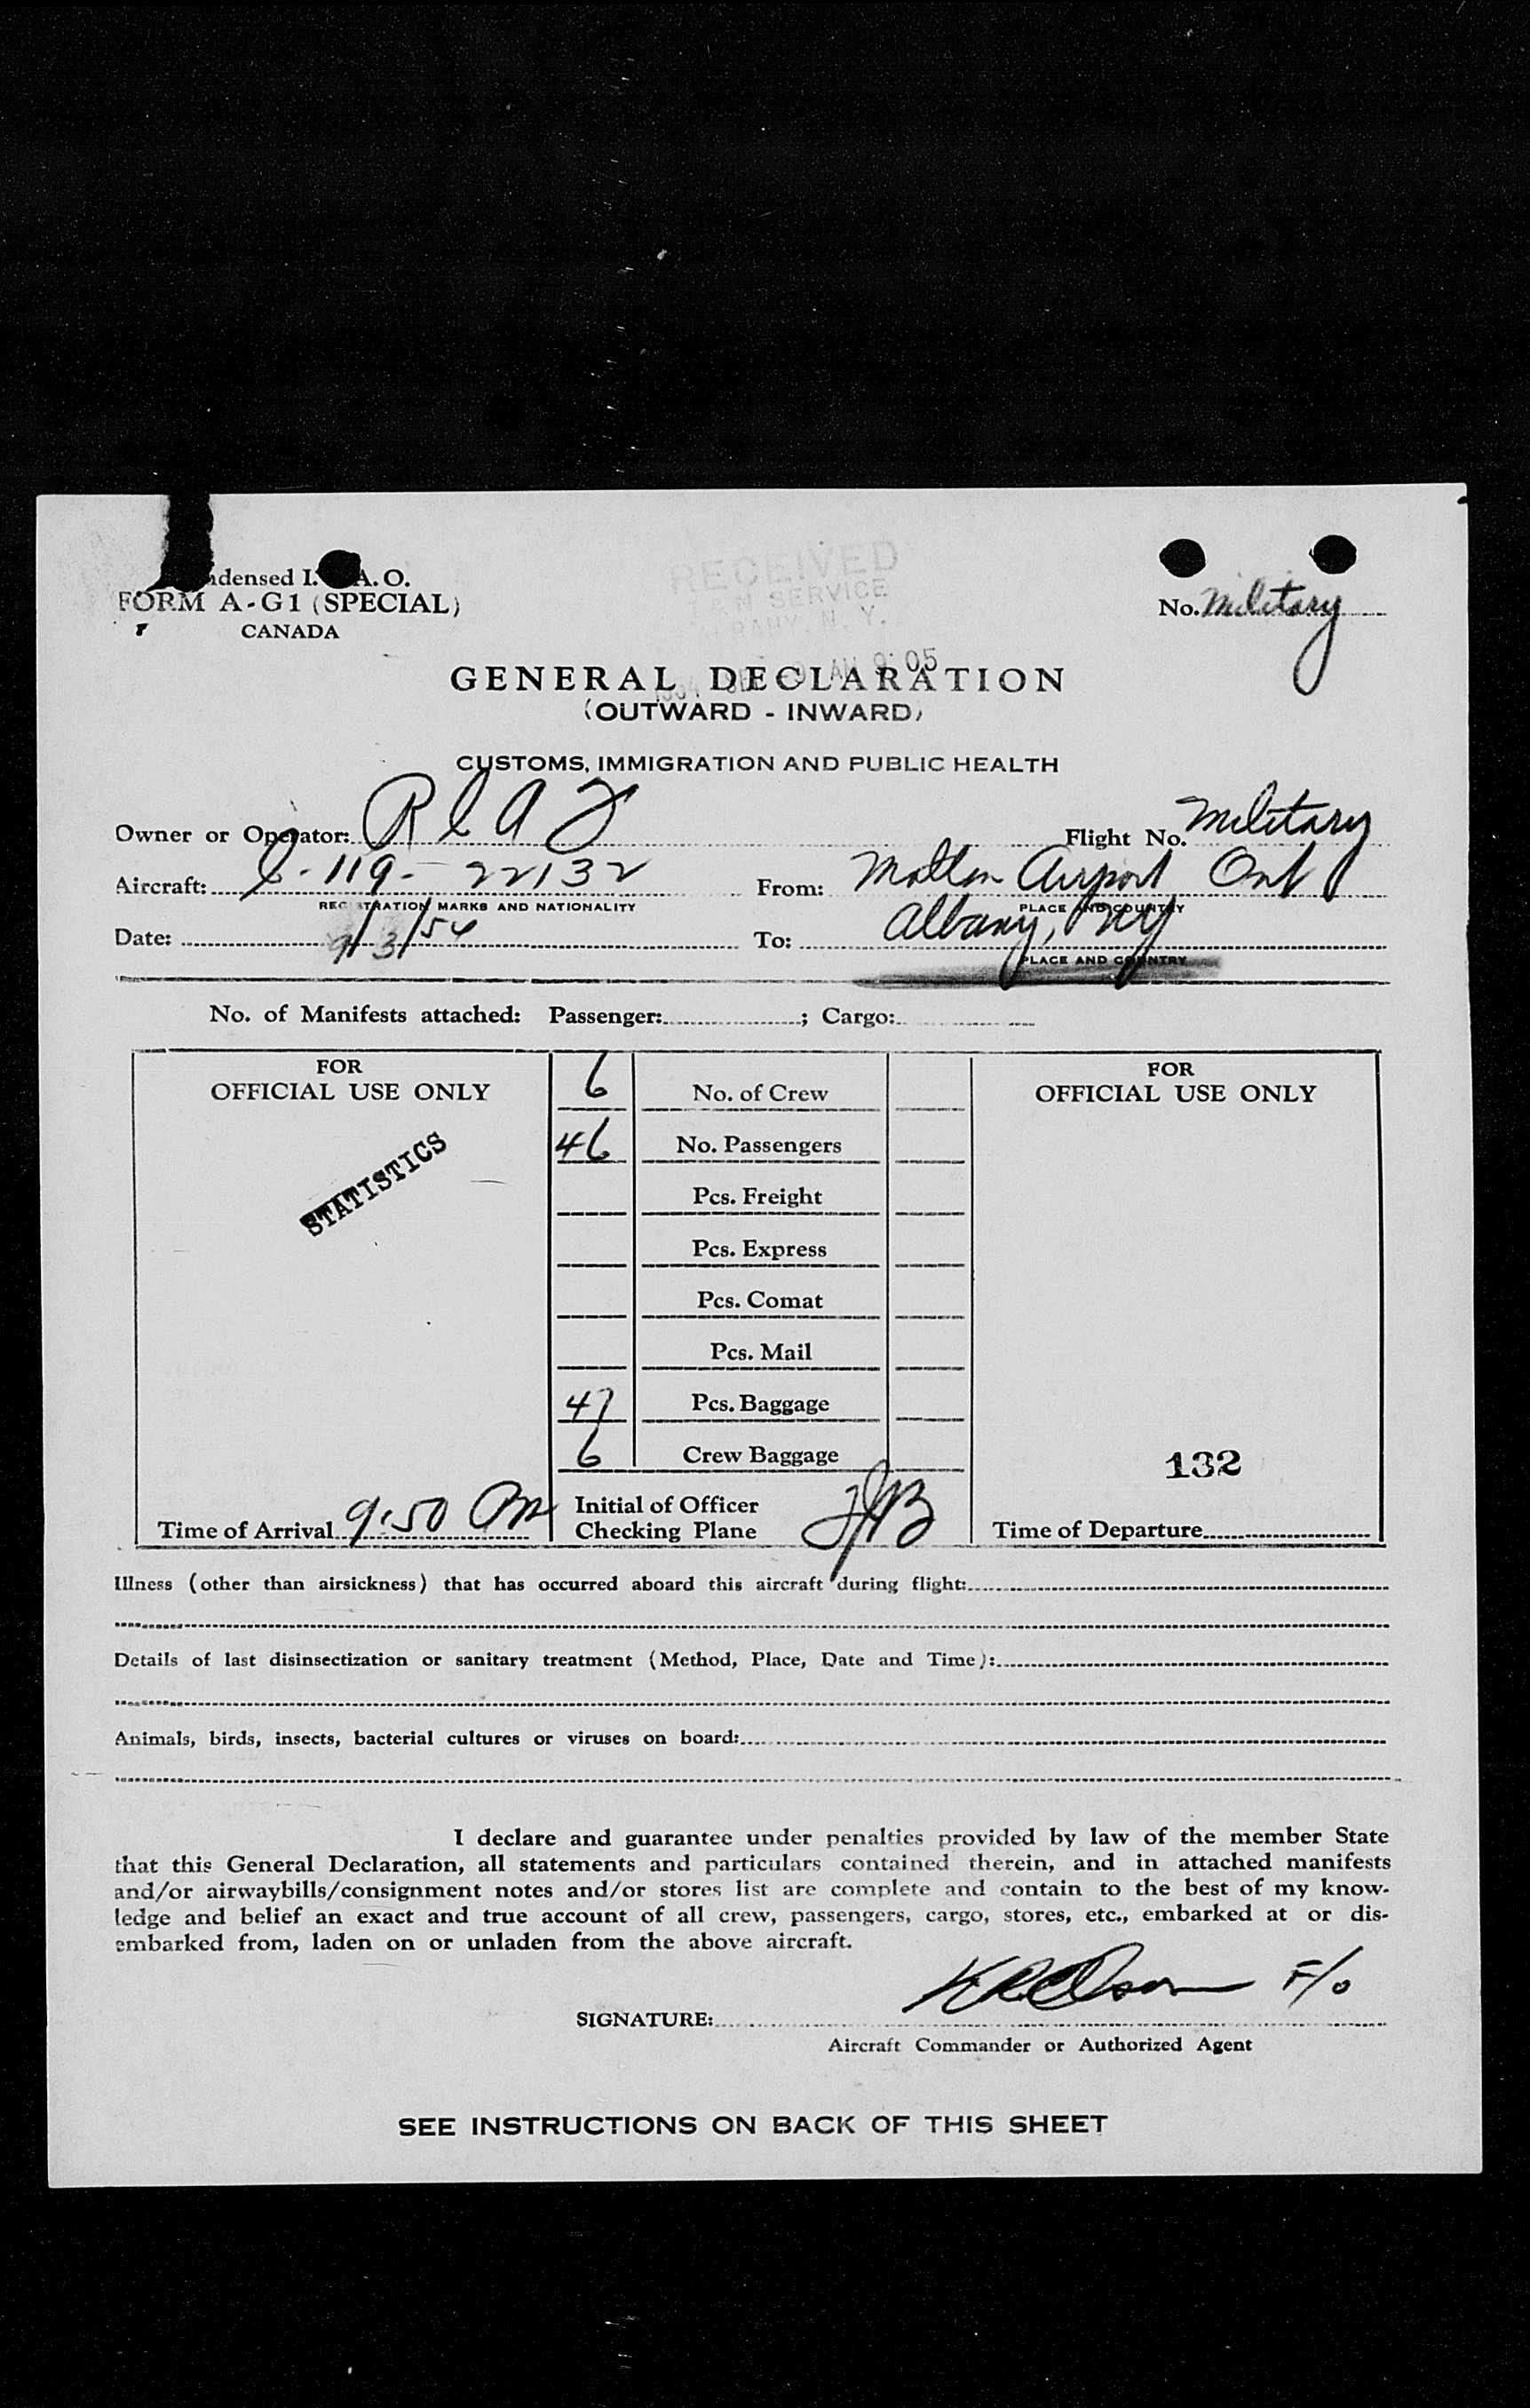 ndensed I. A.O.
FORM A-G1 (SPECIAL)
CANADA
RECEIVED
SERVICE
N. Y.
AM 9:05
No. Military
GENERAL DECLARATION
(OUTWARD - INWARD)
CUSTOMS, IMMIGRATION AND PUBLIC HEALTH
Owner or Operator: RCAF Flight No. Military
Aircraft: C-119- 22132 From: Malton Airport Ont
REGISTRATION MARKS AND NATIONALITY PLACE AND COUNTRY
Date: 9/3/54 To: Albany, NY
PLACE AND COUNTRY
No. of Manifests attached: Passenger: ; Cargo:
FOR
OFFICIAL USE ONLY
STATISTICS
Time of Arrival 9:50 Am
6 No. of Crew
46 No. Passengers
Pcs. Freight
Pcs. Express
Pcs. Comat
Pcs. Mail
47 Pcs. Baggage
6 Crew Baggage
Initial of Officer
Checking Plane
FOR
OFFICIAL USE ONLY
132
Time of Departure
Illness (other than airsickness) that has occurred aboard this aircraft during flight:
Details of last disinsectization or sanitary treatment (Method, Place, Date and Time):
Animals, birds, insects, bacterial cultures or viruses on board:
I declare and guarantee under penalties provided by law of the member State
that this General Declaration, all statements and particulars contained therein, and in attached manifests
and/or airwaybills/consignment notes and/or stores list are complete and contain to the best of my know-
ledge and belief an exact and true account of all crew, passengers, cargo, stores, etc., embarked at or dis-
embarked from, laden on or unladen from the above aircraft.
SIGNATURE: F/O
Aircraft Commander or Authorized Agent
SEE INSTRUCTIONS ON BACK OF THIS SHEET